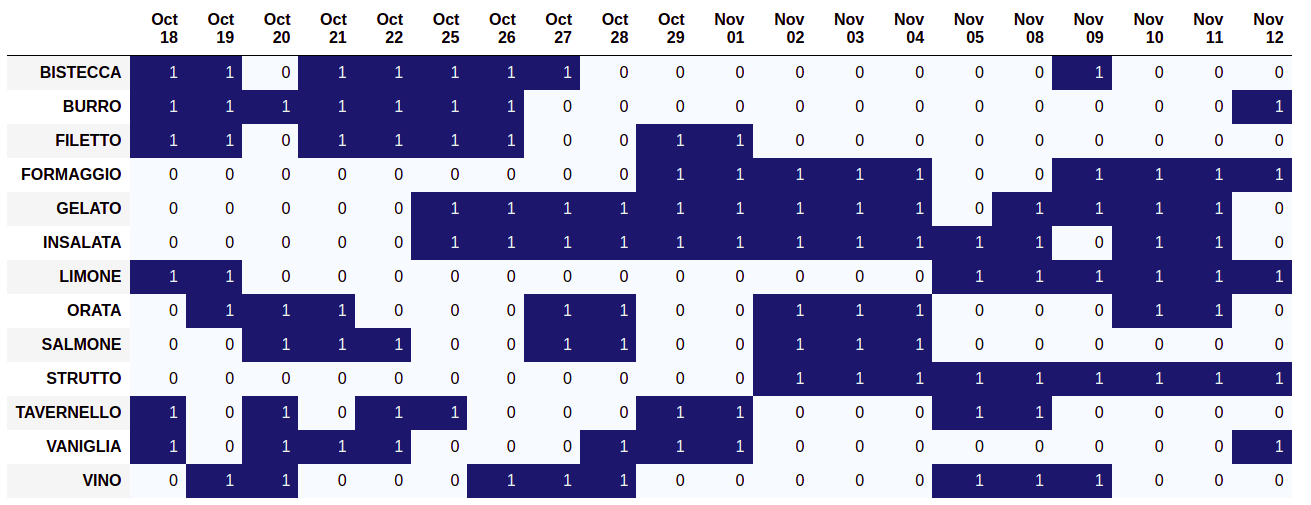 Oct Oct Oct Oct Oct Oct Oct Oct Oct Oct Nov Nov Nov Nov Nov Nov Nov Nov Nov Nov
18 19 20 21 22 25 26 27 28 29 01 02 03 04 05 08 09 10 11 12
BISTECCA 1 1 0 1 1 1 1 1 0 0 0 0 0 0 0 0 1 0 0 0
BURRO 1 1 1 1 1 1 1 0 0 0 0 0 0 0 0 0 0 0 0 1
FILETTO 1 1 0 1 1 1 1 0 0 1 1 0 0 0 0 0 0 0 0 0
FORMAGGIO 0 0 0 0 0 0 0 0 0 1 1 1 1 1 0 0 1 1 1 1
GELATO 0 0 0 0 0 1 1 1 1 1 1 1 1 1 0 1 1 1 1 0
INSALATA 0 0 0 0 0 1 1 1 1 1 1 1 1 1 1 1 0 1 1 0
LIMONE 1 1 0 0 0 0 0 0 0 0 0 0 0 0 1 1 1 1 1 1
ORATA 0 1 1 1 0 0 0 1 1 0 0 1 1 1 0 0 0 1 1 0
SALMONE 0 0 1 1 1 0 0 1 1 0 0 1 1 1 0 0 0 0 0 0
STRUTTO 0 0 0 0 0 0 0 0 0 0 0 1 1 1 1 1 1 1 1 1
TAVERNELLO 1 0 1 0 1 1 0 0 0 1 1 0 0 0 1 1 0 0 0 0
VANIGLIA 1 0 1 1 1 0 0 0 1 1 1 0 0 0 0 0 0 0 0 1
VINO 0 1 1 0 0 0 1 1 1 0 0 0 0 0 1 1 1 0 0 0